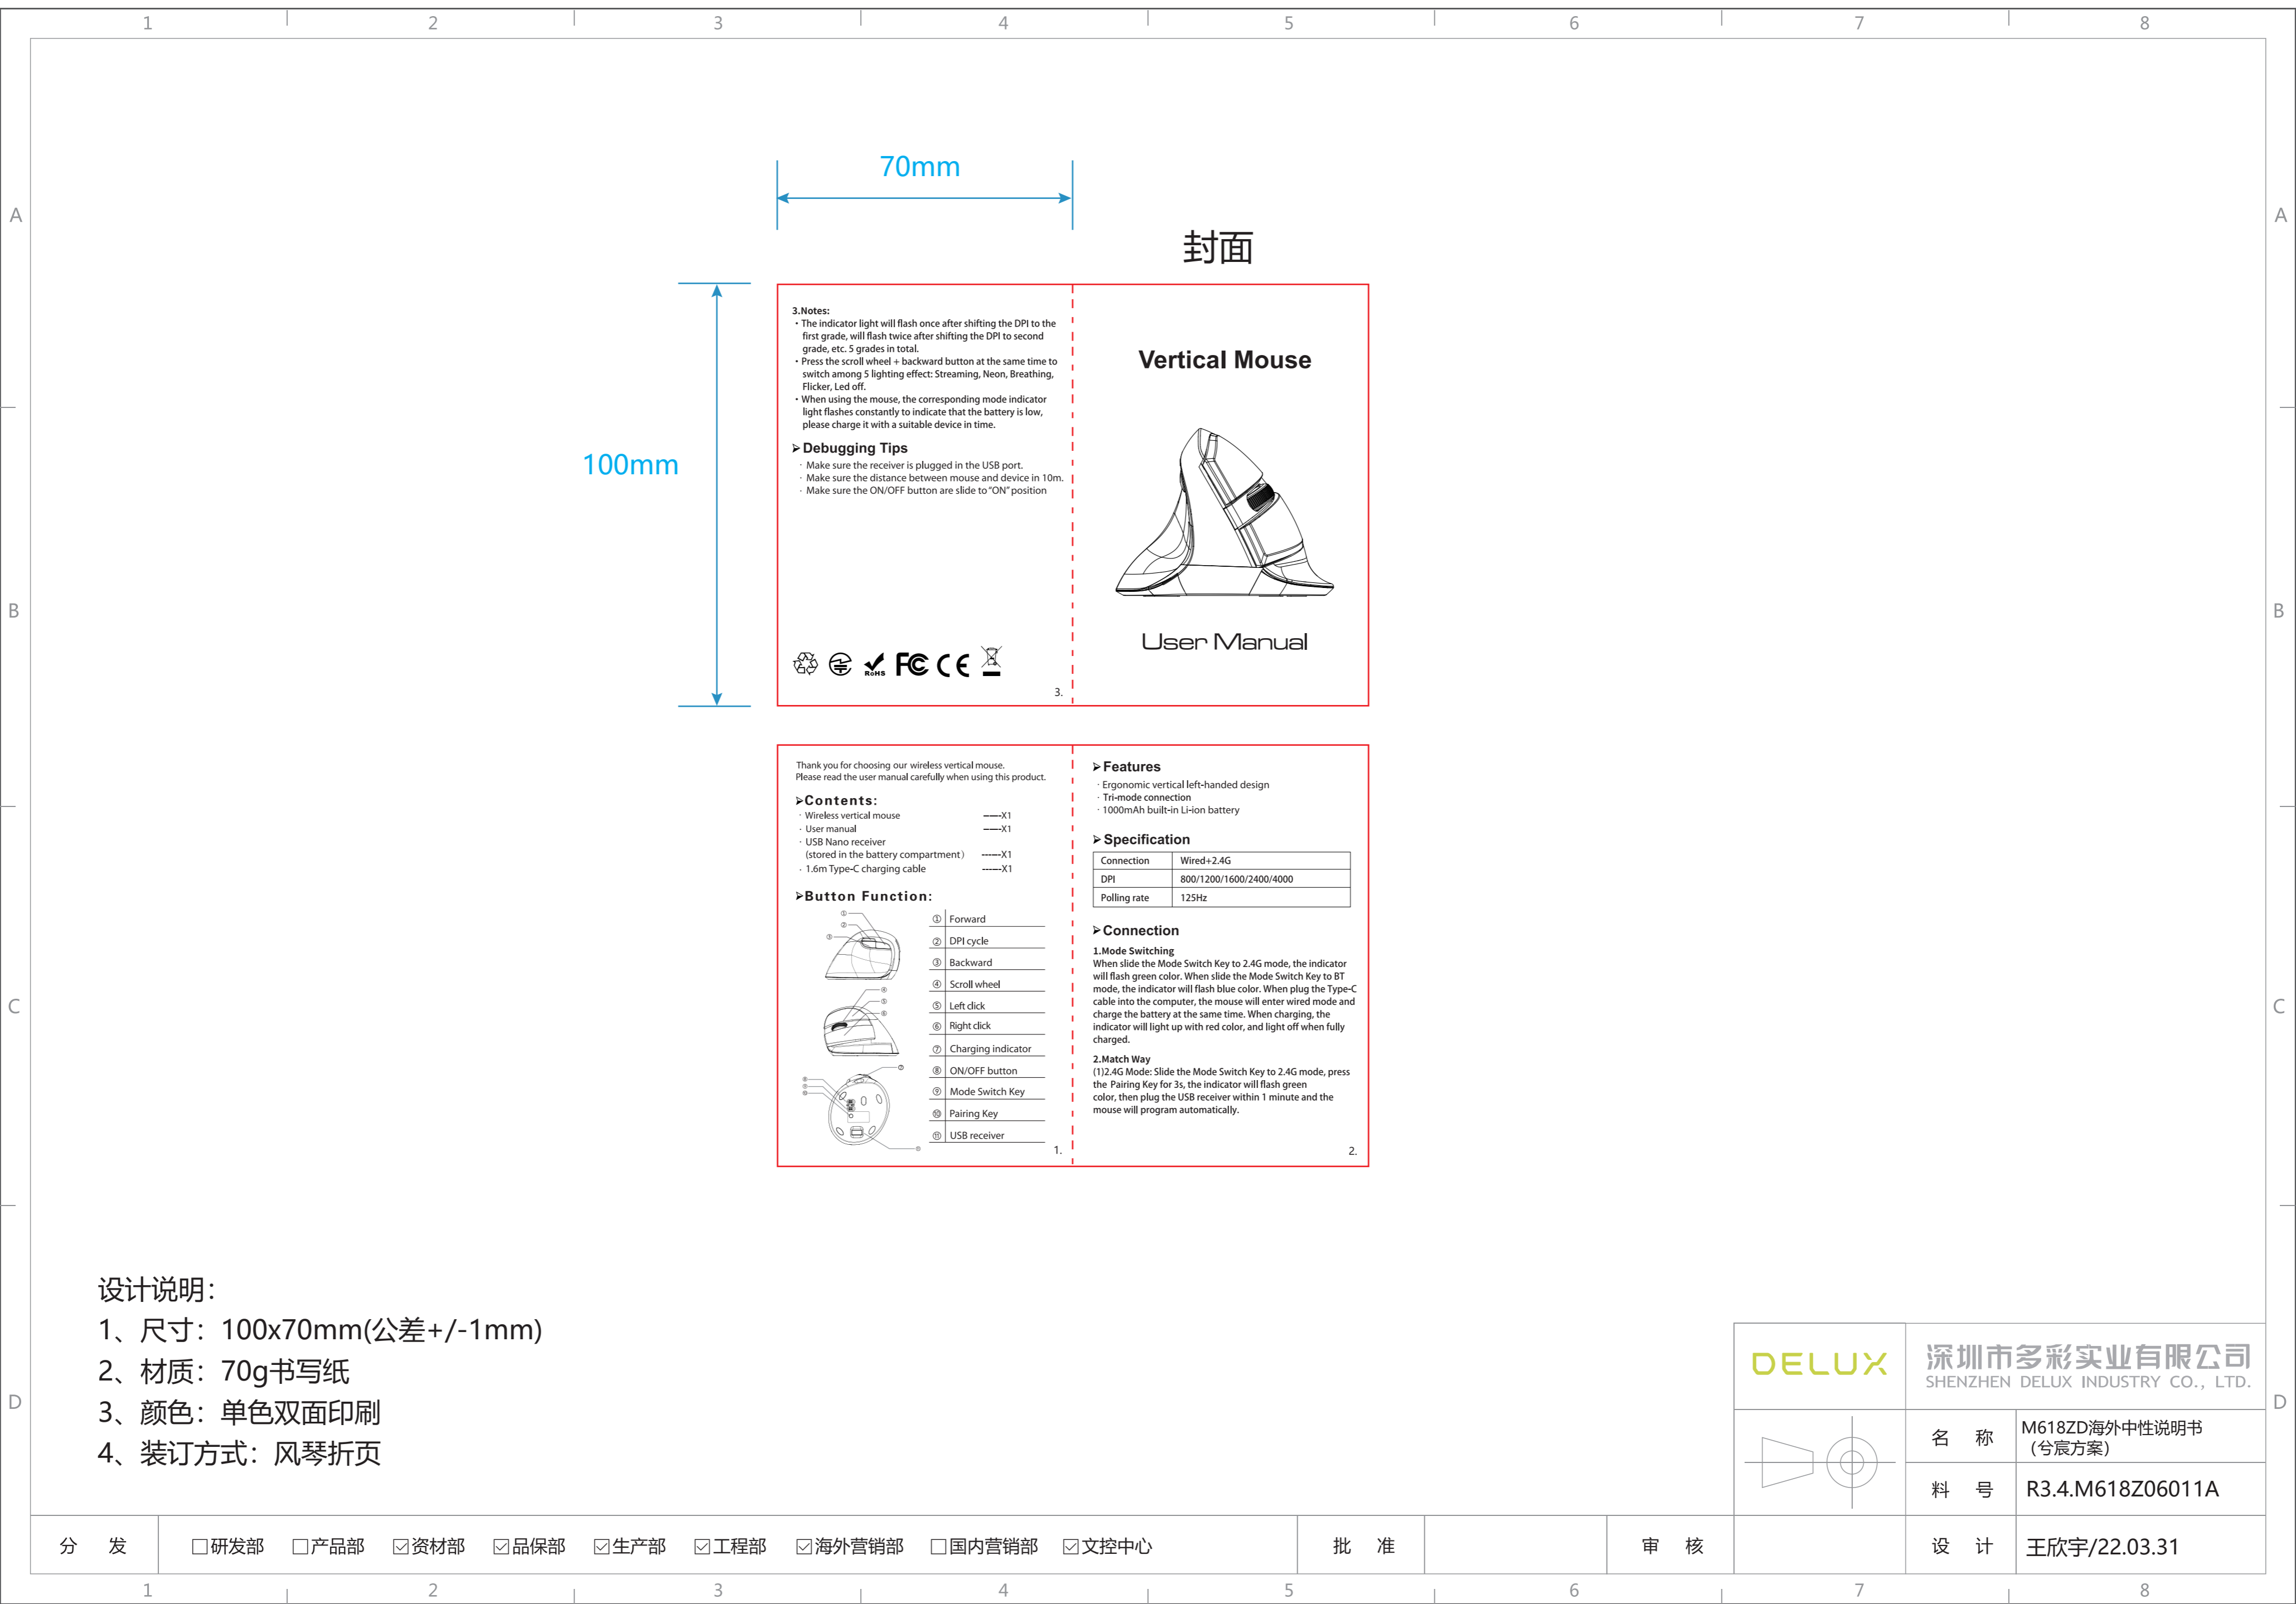 1 2 3 4 5 6 7 8
A A
B B
C C
D D
70mm
100mm
封面
3.Notes:
・The indicator light will flash once after shifting the DPI to the
first grade, will flash twice after shifting the DPI to second
grade, etc. 5 grades in total.
・Press the scroll wheel + backward button at the same time to
switch among 5 lighting effect: Streaming, Neon, Breathing,
Flicker, Led off.
・When using the mouse, the corresponding mode indicator
light flashes constantly to indicate that the battery is low,
please charge it with a suitable device in time.
➢Debugging Tips
· Make sure the receiver is plugged in the USB port.
· Make sure the distance between mouse and device in 10m.
· Make sure the ON/OFF button are slide to "ON" position
RoHS FC CE
3.
Vertical Mouse
User Manual
Thank you for choosing our wireless vertical mouse.
Please read the user manual carefully when using this product.
➢Contents:
· Wireless vertical mouse ------X1
· User manual ------X1
· USB Nano receiver
(stored in the battery compartment） ------X1
· 1.6m Type-C charging cable ------X1
➢Button Function:
① Forward
② DPI cycle
③ Backward
④ Scroll wheel
⑤ Left click
⑥ Right click
⑦ Charging indicator
⑧ ON/OFF button
⑨ Mode Switch Key
⑩ Pairing Key
⑪ USB receiver
①
②
③
④
⑤
⑥
⑦
⑧
⑨
⑩
⑪
1.
➢Features
· Ergonomic vertical left-handed design
· Tri-mode connection
· 1000mAh built-in Li-ion battery
➢Specification
Connection Wired+2.4G
DPI 800/1200/1600/2400/4000
Polling rate 125Hz
➢Connection
1.Mode Switching
When slide the Mode Switch Key to 2.4G mode, the indicator
will flash green color. When slide the Mode Switch Key to BT
mode, the indicator will flash blue color. When plug the Type-C
cable into the computer, the mouse will enter wired mode and
charge the battery at the same time. When charging, the
indicator will light up with red color, and light off when fully
charged.
2.Match Way
(1)2.4G Mode: Slide the Mode Switch Key to 2.4G mode, press
the Pairing Key for 3s, the indicator will flash green
color, then plug the USB receiver within 1 minute and the
mouse will program automatically.
2.
设计说明：
1、尺寸：100x70mm(公差+/-1mm)
2、材质：70g书写纸
3、颜色：单色双面印刷
4、装订方式：风琴折页
DELUX
深圳市多彩实业有限公司
SHENZHEN DELUX INDUSTRY CO., LTD.
名 称 M618ZD海外中性说明书
（兮宸方案）
料 号 R3.4.M618Z06011A
分 发 □研发部 □产品部 ☑资材部 ☑品保部 ☑生产部 ☑工程部 ☑海外营销部 □国内营销部 ☑文控中心 批 准 审 核 设 计 王欣宇/22.03.31
1 2 3 4 5 6 7 8